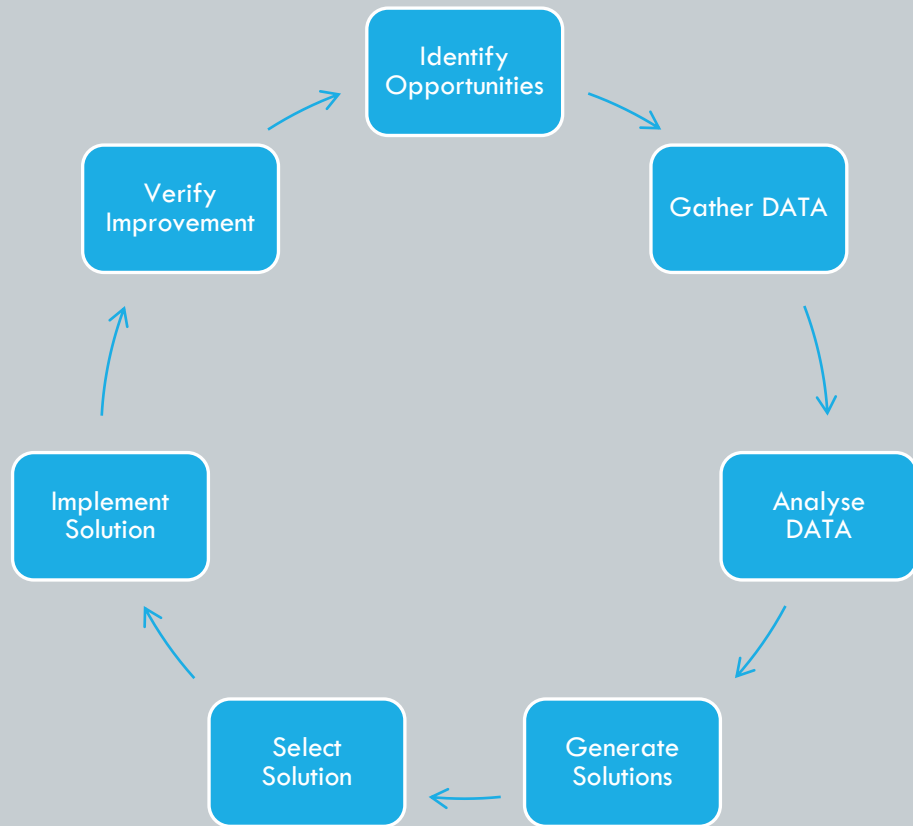 Identify
Opportunities
Gather DATA
Analyse
DATA
Generate
Solutions
Select
Solution
Implement
Solution
Verify
Improvement